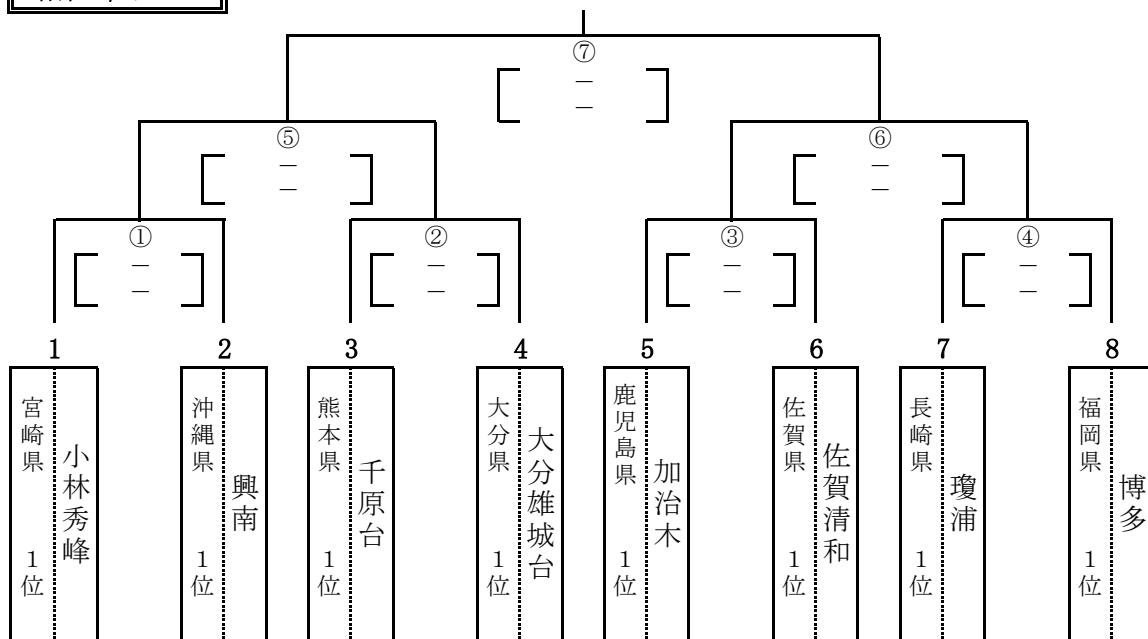 ⑦
－
－
⑤
－
－
⑥
－
－
①
－
－
②
－
－
③
－
－
④
－
－
1 2 3 4 5 6 7 8
宮崎県 1位
小林秀峰
沖縄県 1位
興南
熊本県 1位
千原台
大分県 1位
大分雄城台
鹿児島県 1位
加治木
佐賀県 1位
佐賀清和
長崎県 1位
瓊浦
福岡県 1位
博多